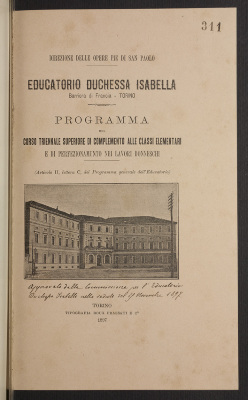 311
DIREZIONE DELLE OPERE PIE DI SAN PAOLO
EDUCATORIO DUCHESSA ISABELLA
Barriera di Francia - TORINO
PROGRAMMA
DEL
CORSO TRIENNALE SUPERIORE DI COMPLEMENTO ALLE CLASSI ELEMENTARI
E DI PERFEZIONAMENTO NEI LAVORI DONNESCHI
(Articolo II, lettera C, del Programma generale dell'Educatorio)
Approvato dalla Commissione per l'Educatorio
Duchessa Isabella nella seduta del 9 Novembre 1897.
TORINO
TIPOGRAFIA
1897